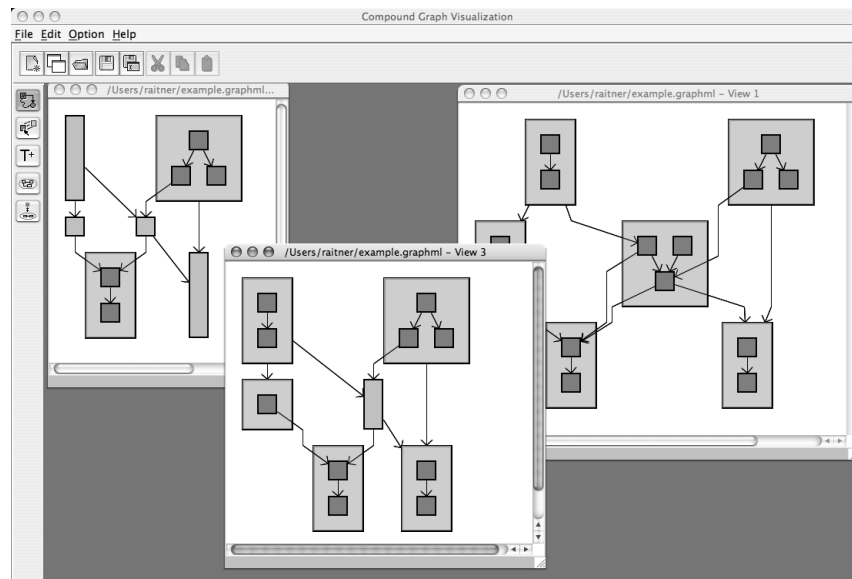 Compound Graph Visualization
File Edit Option Help
/Users/raitner/example.graphml...
/Users/raitner/example.graphml – View 1
T+
/Users/raitner/example.graphml – View 3